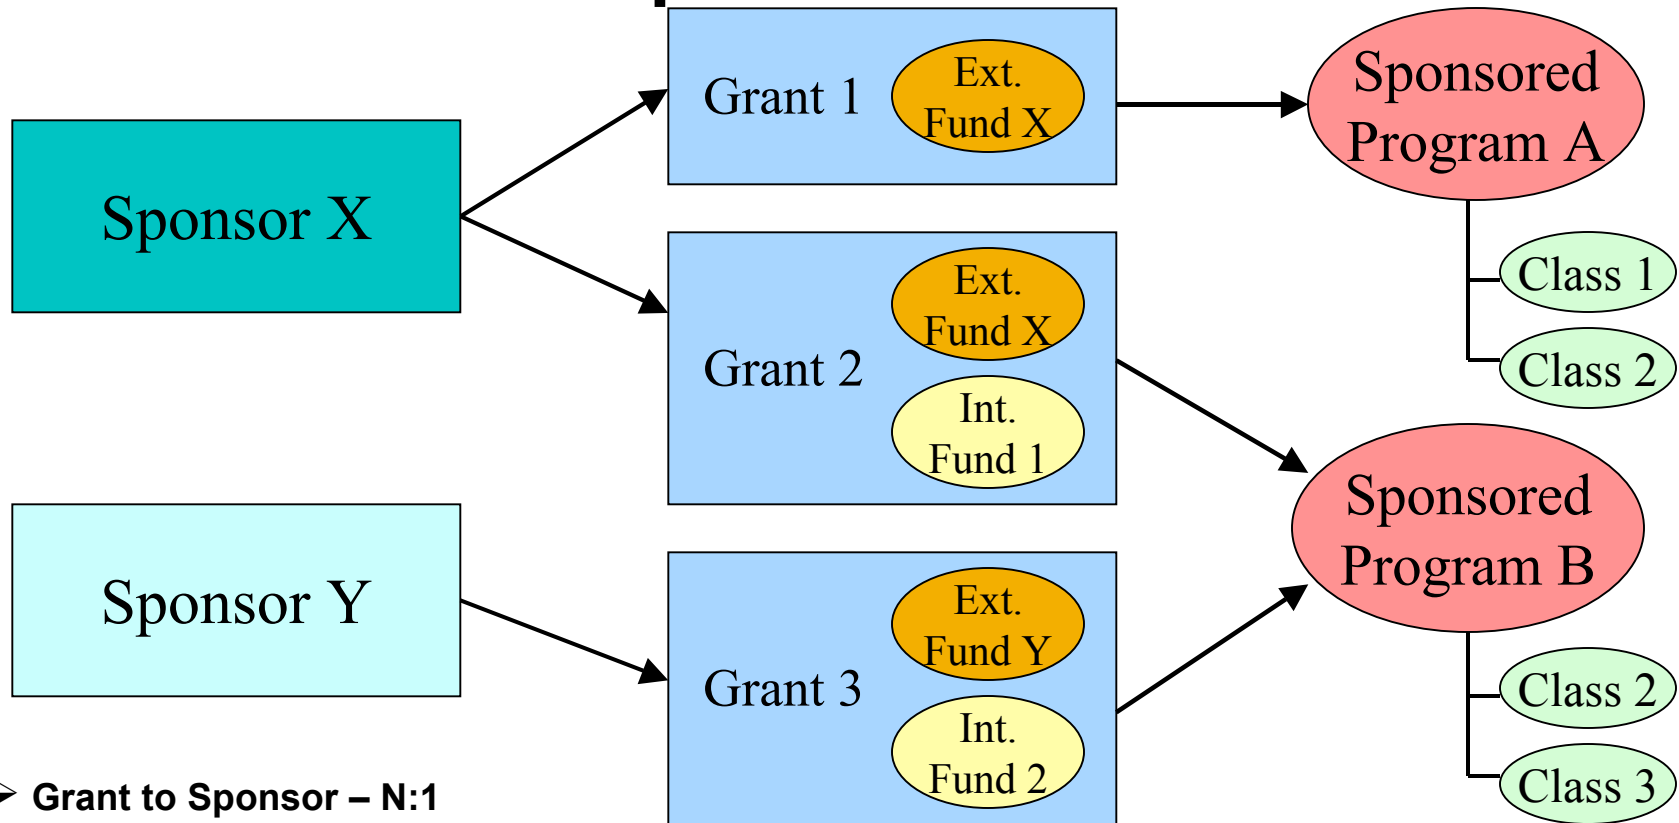 Sponsor X
Grant 1
Ext.
Fund X
Sponsored
Program A
Class 1
Class 2
Grant 2
Ext.
Fund X
Int.
Fund 1
Sponsor Y
Grant 3
Ext.
Fund Y
Int.
Fund 2
Sponsored
Program B
Class 2
Class 3
Grant to Sponsor – N:1